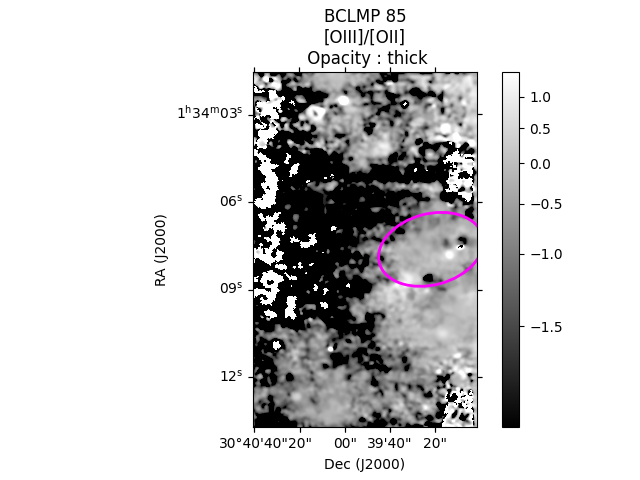 BCLMP 85
[OIII]/[OII]
Opacity : thick
1h34m03s
06s
09s
12s
RA (J2000)
30°40'40"20" 00" 39'40" 20"
Dec (J2000)
1.0
0.5
0.0
−0.5
−1.0
−1.5